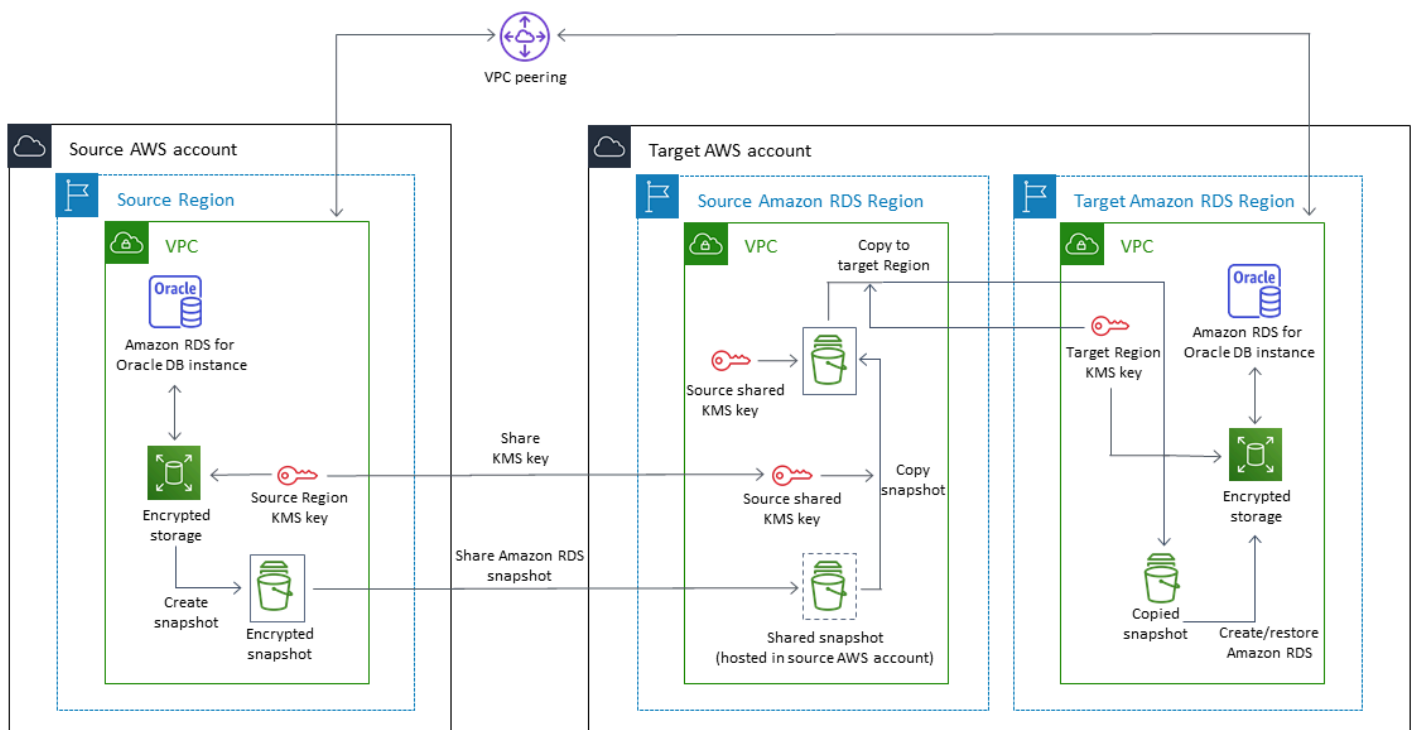 VPC peering
Source AWS account
Source Region
VPC
Oracle
Amazon RDS for
Oracle DB instance
Encrypted
storage
Source Region
KMS key
Create
snapshot
Encrypted
snapshot
Share
KMS key
Share Amazon RDS
snapshot
Target AWS account
Source Amazon RDS Region
VPC
Copy to
target Region
Source shared
KMS key
Source shared
KMS key
Copy
snapshot
Shared snapshot
(hosted in source AWS account)
Target Amazon RDS Region
VPC
Oracle
Amazon RDS for
Oracle DB instance
Target Region
KMS key
Encrypted
storage
Copied
snapshot
Create/restore
Amazon RDS